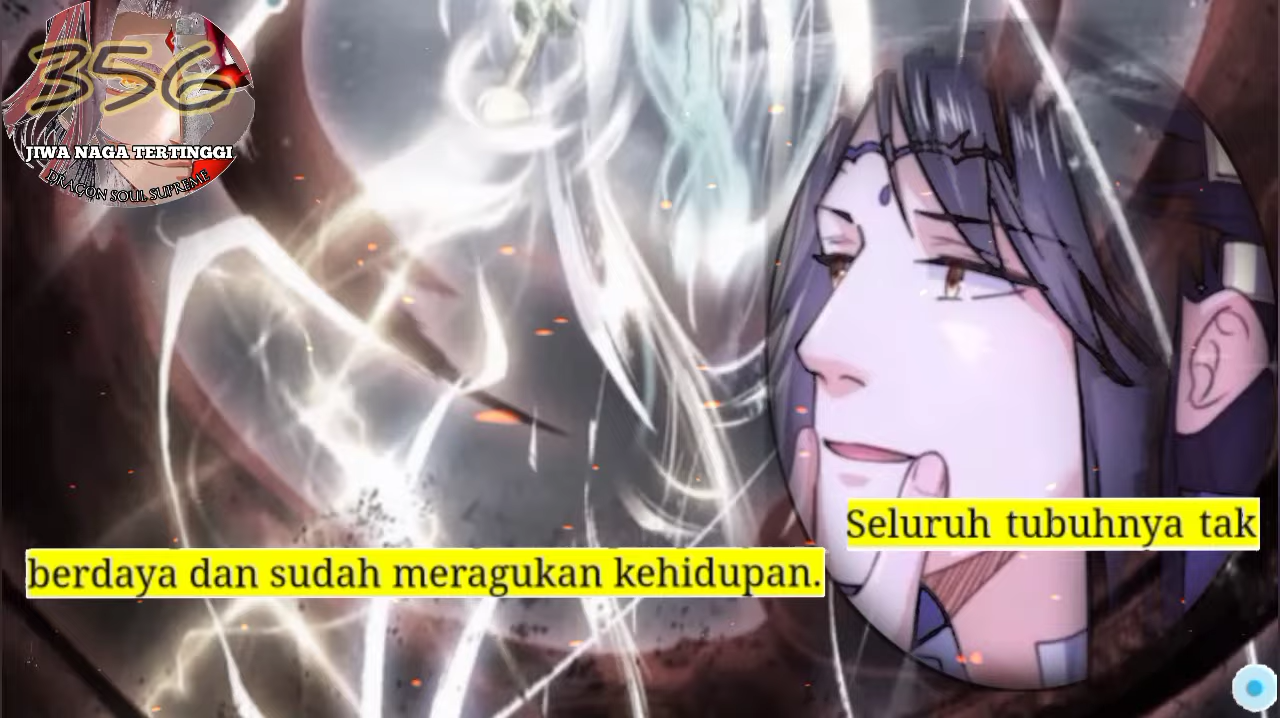 356
JIWA NAGA TERTINGGI
DRAGON SOUL SUPREME
Seluruh tubuhnya tak
berdaya dan sudah meragukan kehidupan.